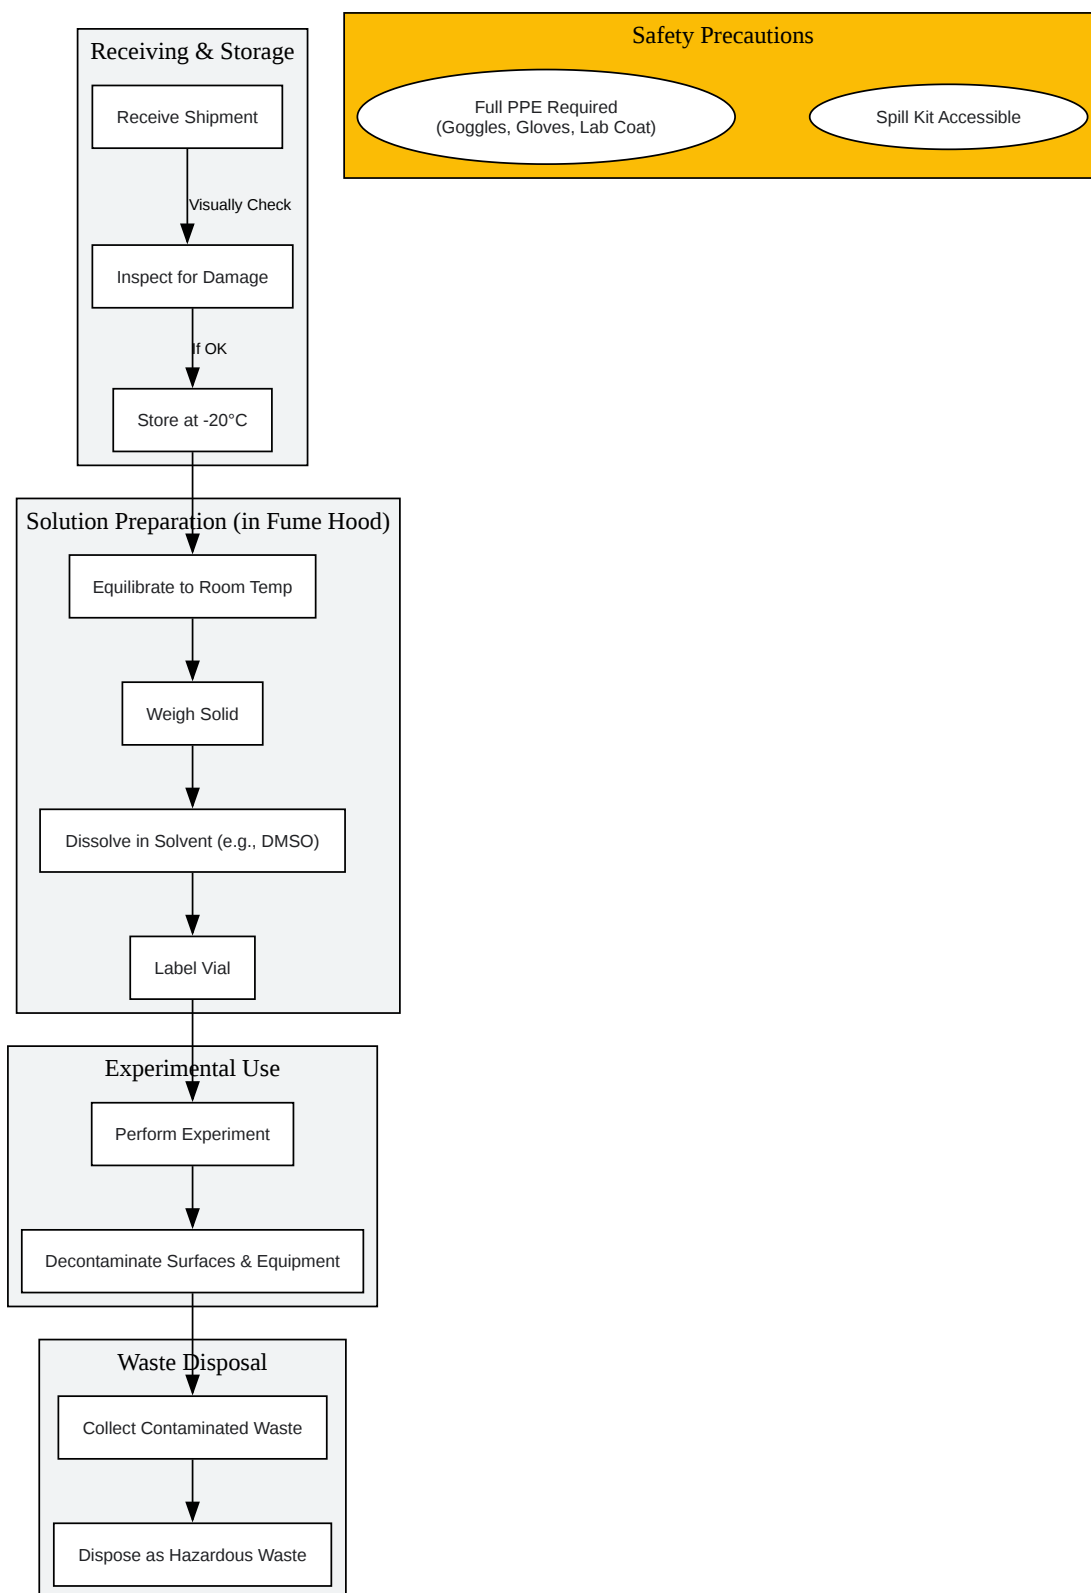 Receiving & Storage
Receive Shipment
Visually Check
Inspect for Damage
If OK
Store at -20°C
Safety Precautions
Full PPE Required
(Goggles, Gloves, Lab Coat)
Spill Kit Accessible
Solution Preparation (in Fume Hood)
Equilibrate to Room Temp
Weigh Solid
Dissolve in Solvent (e.g., DMSO)
Label Vial
Experimental Use
Perform Experiment
Decontaminate Surfaces & Equipment
Waste Disposal
Collect Contaminated Waste
Dispose as Hazardous Waste